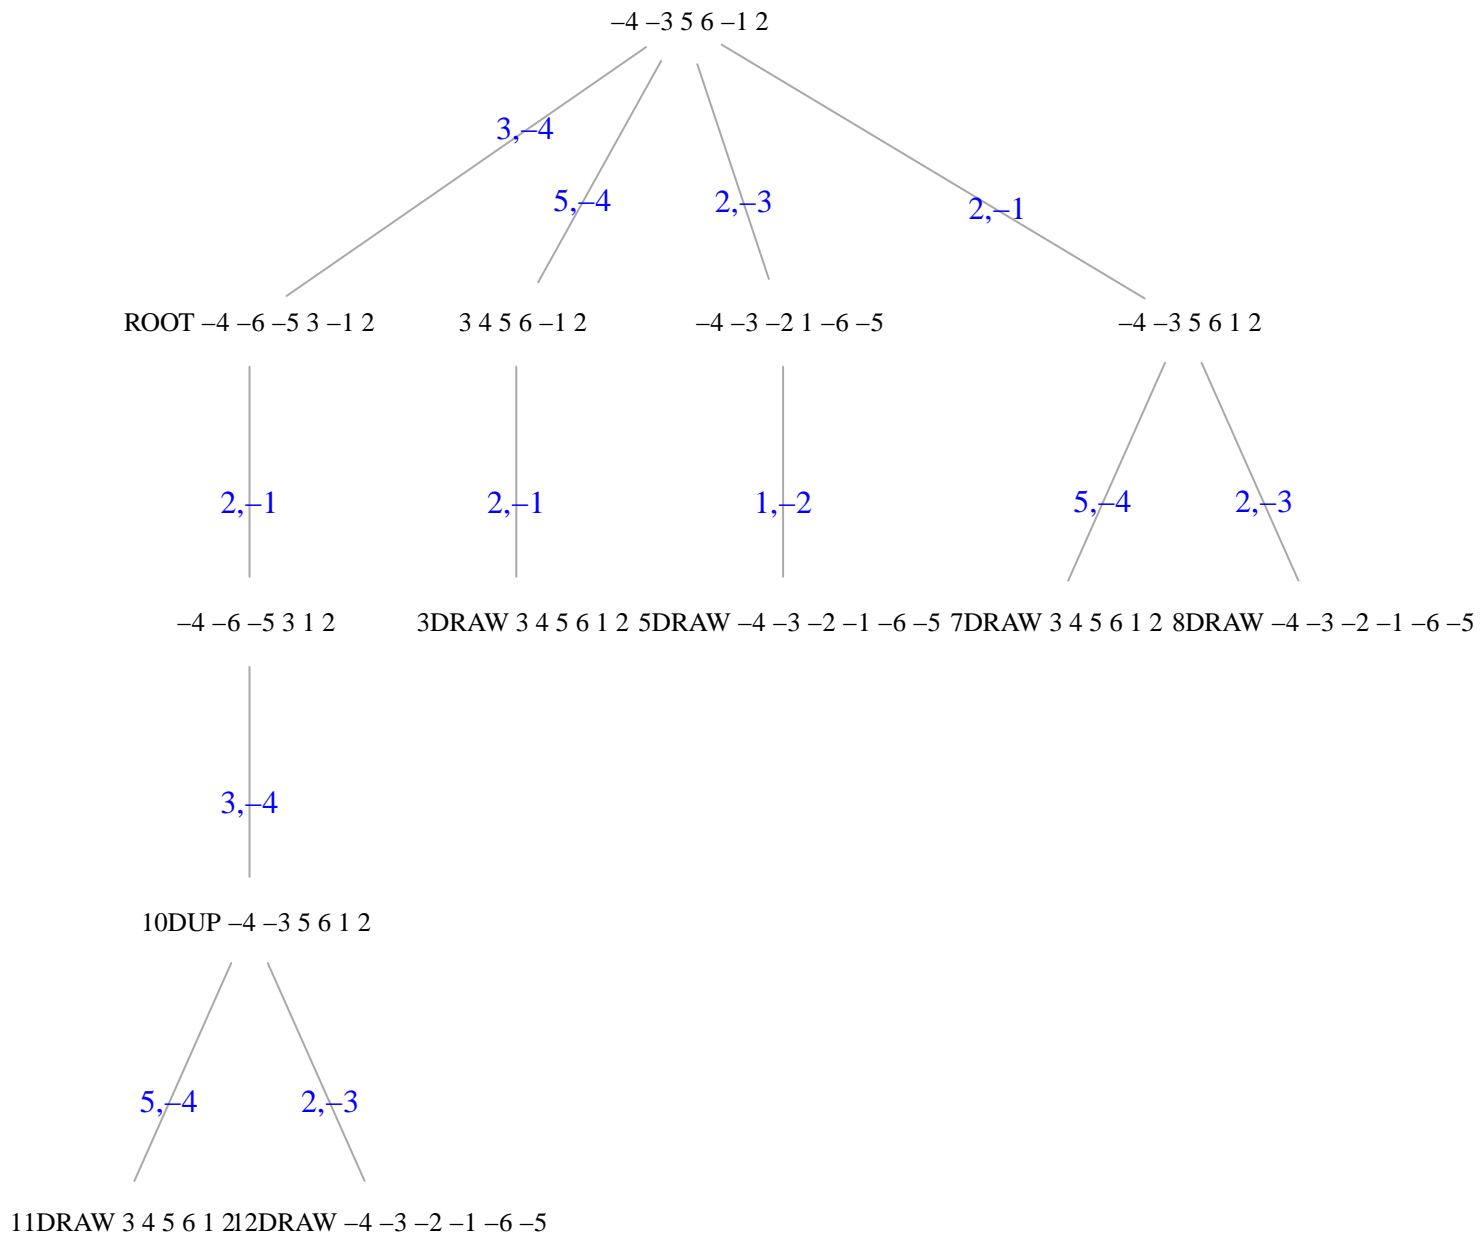 –4 –3 5 6 –1 2
3,–4
5,–4
2,–3
2,–1
ROOT –4 –6 –5 3 –1 2
3 4 5 6 –1 2
–4 –3 –2 1 –6 –5
–4 –3 5 6 1 2
2,–1
2,–1
1,–2
5,–4
2,–3
–4 –6 –5 3 1 2
3DRAW 3 4 5 6 1 2
5DRAW –4 –3 –2 –1 –6 –5
7DRAW 3 4 5 6 1 2
8DRAW –4 –3 –2 –1 –6 –5
3,–4
10DUP –4 –3 5 6 1 2
5,–4
2,–3
11DRAW 3 4 5 6 1 2
12DRAW –4 –3 –2 –1 –6 –5